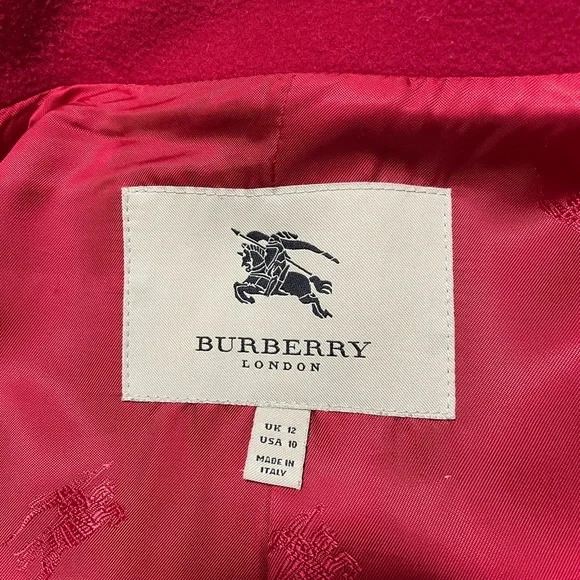 BURBERRY
LONDON
UK 12
USA 10
MADE IN
ITALY